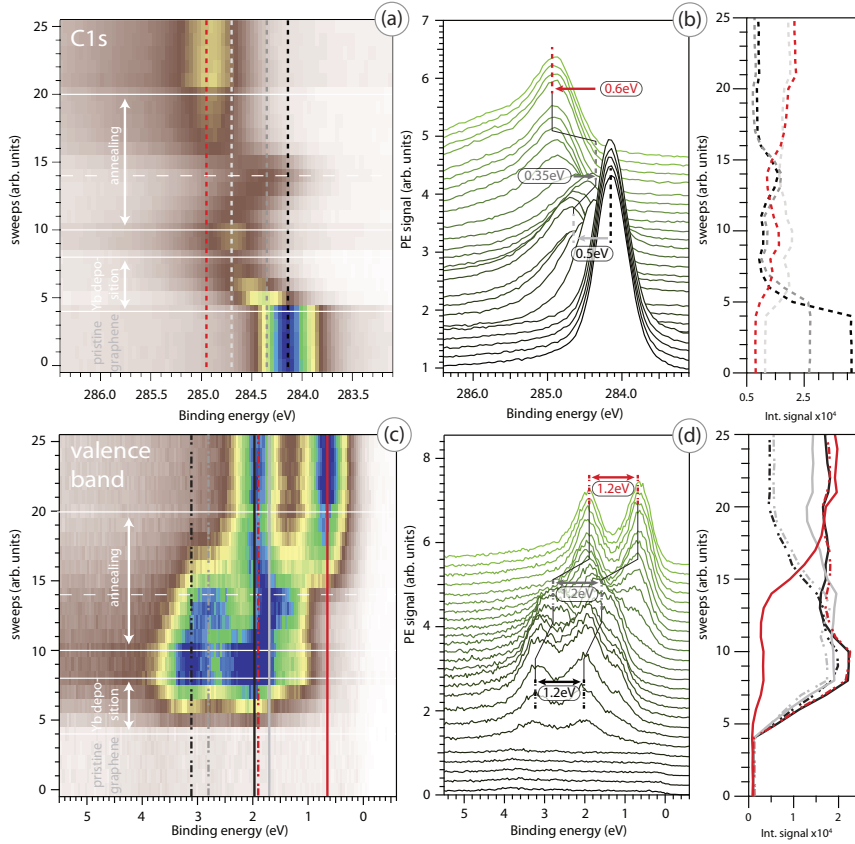 (a)
C1s
25
20
15
10
5
0
sweeps (arb. units)
annealing
Yb depo-
sition
pristine
graphene
286.0
285.5
285.0
284.5
284.0
283.5
Binding energy (eV)
7
6
5
4
3
2
1
PE signal (arb. units)
0.6eV
0.35eV
0.5eV
286.0
285.0
284.0
Binding energy (eV)
(b)
25
20
15
10
5
0
sweeps (arb. units)
0.5
2.5
Int. signal x10⁴
(c)
valence
band
25
20
15
10
5
0
sweeps (arb. units)
annealing
Yb depo-
sition
pristine
graphene
5
4
3
2
1
0
Binding energy (eV)
(d)
8
6
4
2
0
PE signal (arb. units)
1.2eV
1.2eV
1.2eV
5
4
3
2
1
0
Binding energy (eV)
25
20
15
10
5
0
sweeps (arb. units)
0
1
2
Int. signal x10⁴